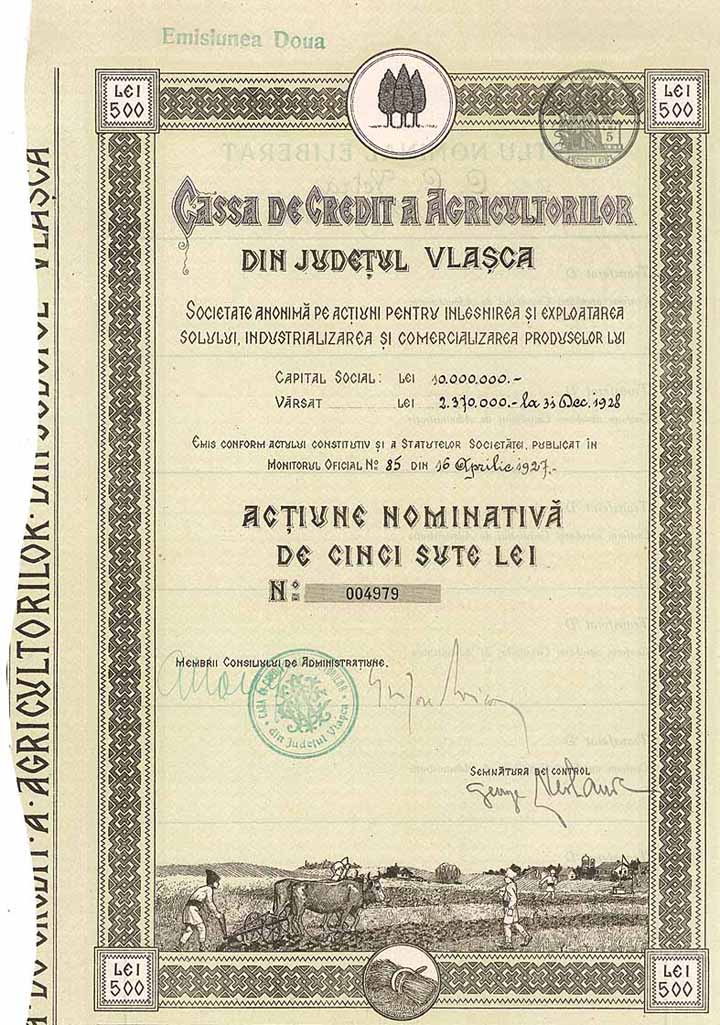 Emisiunea Doua
LEI
500
LEI
500
CASSA DE CREDIT A AGRICULTORILOR
DIN JUDEȚUL VLAȘCA
SOCIETATE ANONIMĂ PE ACȚIUNI PENTRU INLESNIREA ȘI EXPLOATAREA
SOLULUI, INDUSTRIALIZAREA ȘI COMERCIALIZAREA PRODUSELOR LUI
CAPITAL SOCIAL: LEI 10.000.000.-
VĂRSAT LEI 2.370.000.- la 31 Dec. 1928
EMIS CONFORM ACTULUI CONSTITUTIV ȘI A STATUTELOR SOCIETĂȚEI, PUBLICAT ÎN
MONITORUL OFICIAL No 85 DIN 16 Aprilie 1927.-
ACȚIUNE NOMINATIVĂ
DE CINCI SUTE LEI
No 004979
MEMBRII CONSILIULUI DE ADMINISTRAȚIUNE.
din Județul Vlașca
SEMNĂTURA DE CONTROL
George
LEI
500
LEI
500
A DE CREDIT A AGRICULTORILOR DIN JUDEȚUL VLAȘCA